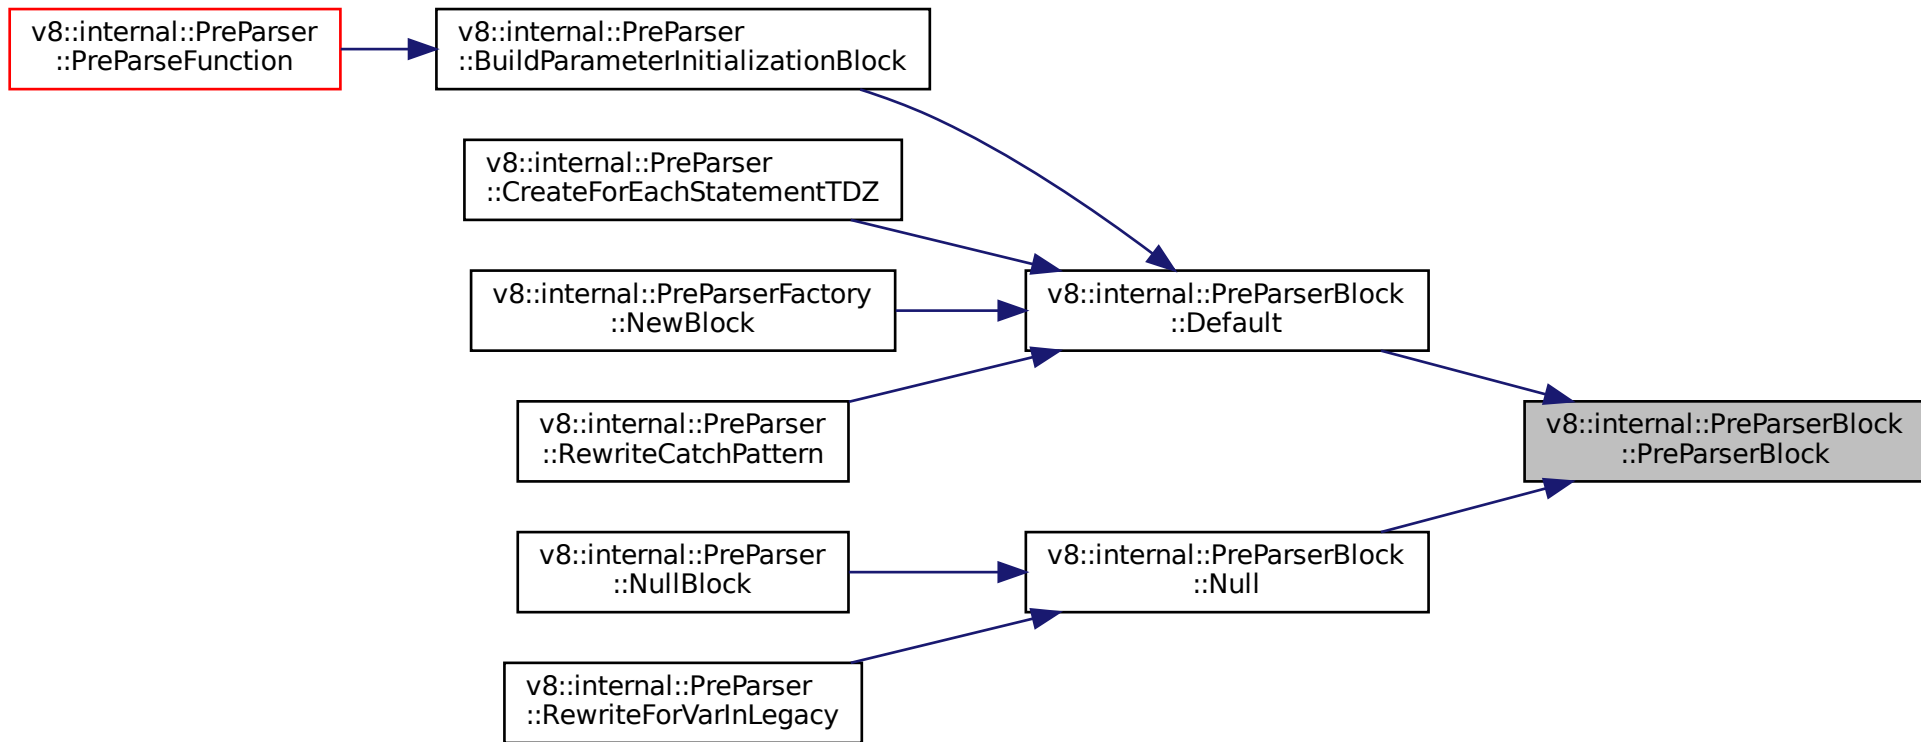 v8::internal::PreParser
::PreParseFunction
v8::internal::PreParser
::BuildParameterInitializationBlock
v8::internal::PreParser
::CreateForEachStatementTDZ
v8::internal::PreParserFactory
::NewBlock
v8::internal::PreParserBlock
::Default
v8::internal::PreParser
::RewriteCatchPattern
v8::internal::PreParserBlock
::PreParserBlock
v8::internal::PreParser
::NullBlock
v8::internal::PreParserBlock
::Null
v8::internal::PreParser
::RewriteForVarInLegacy